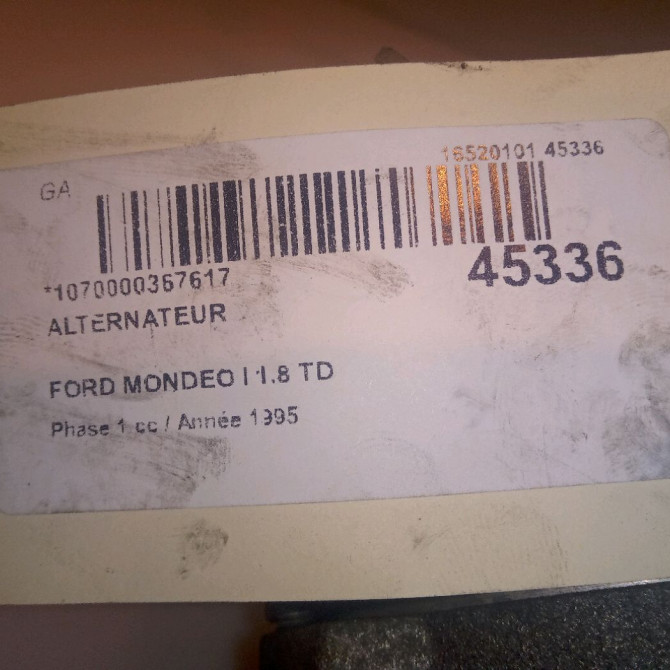 16520101 45336
GA
45336
*1070000367617
ALTERNATEUR
FORD MONDEO I 1.8 TD
Phase 1 cc / Année 1995